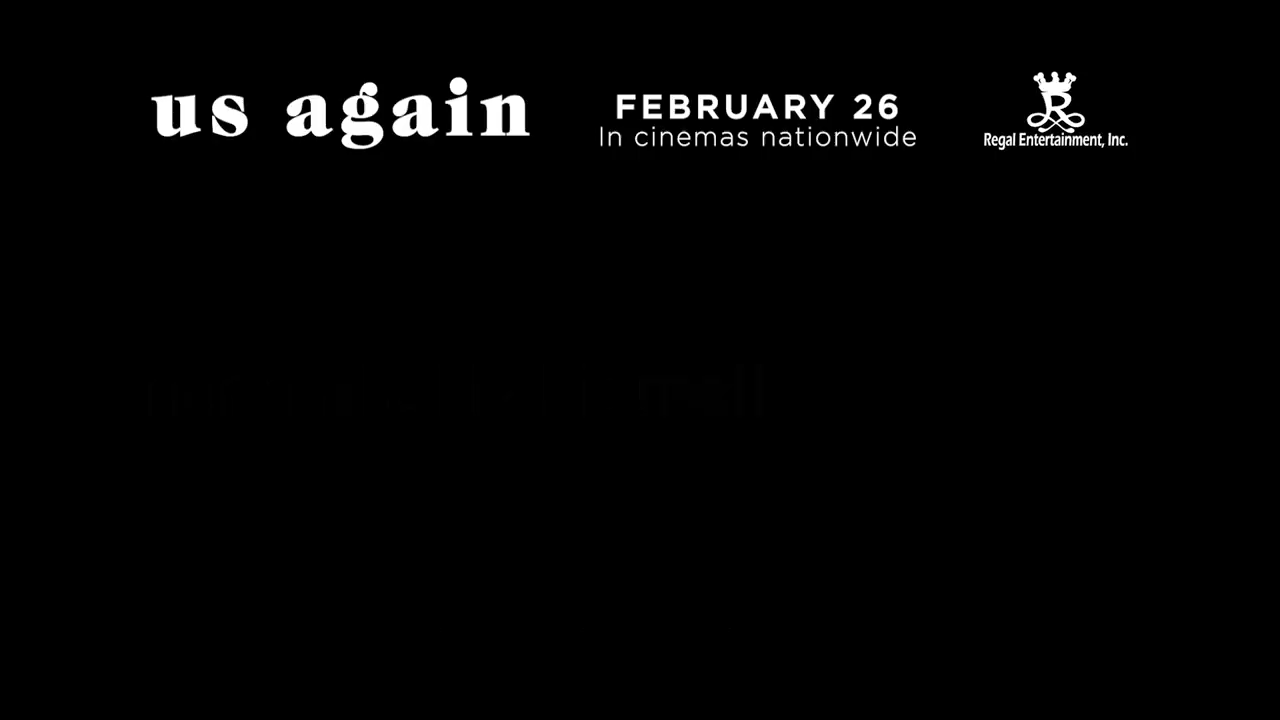 us again
FEBRUARY 26
In cinemas nationwide
Regal Entertainment, Inc.